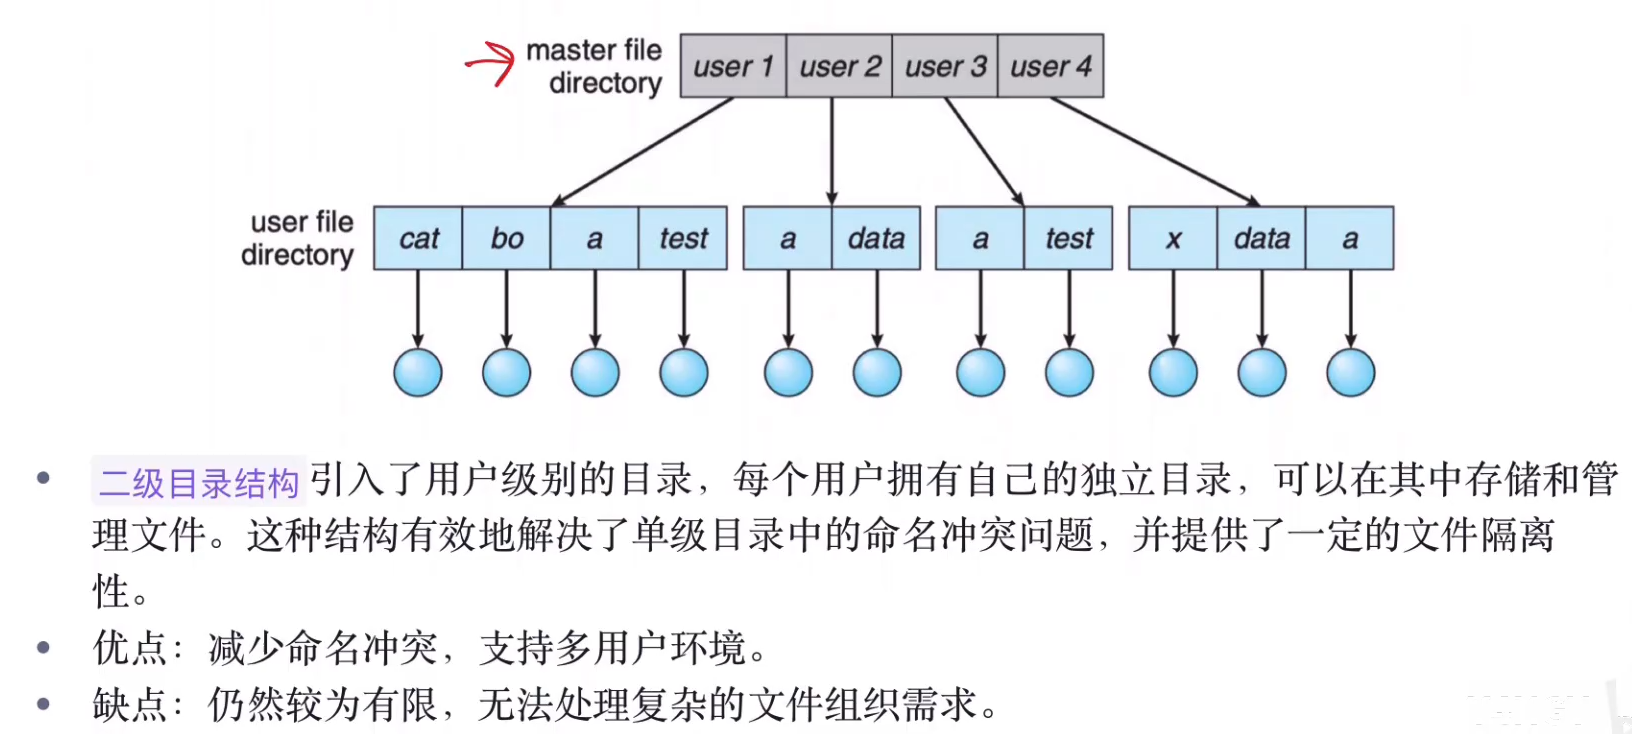 master file
directory
user 1 user 2 user 3 user 4
user file
directory
cat bo a test a data a test x data a
二级目录结构引入了用户级别的目录，每个用户拥有自己的独立目录，可以在其中存储和管
理文件。这种结构有效地解决了单级目录中的命名冲突问题，并提供了一定的文件隔离
性。
优点：减少命名冲突，支持多用户环境。
缺点：仍然较为有限，无法处理复杂的文件组织需求。